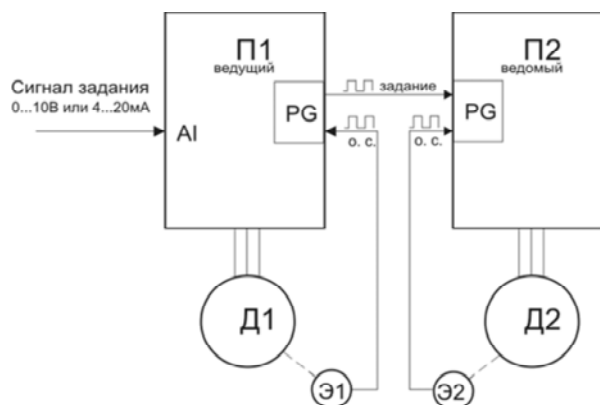 П1
ведущий
П2
ведомый
Сигнал задания
0...10В или 4...20мА
AI
PG
задание
о. с.
о. с.
PG
Д1
Д2
Э1
Э2